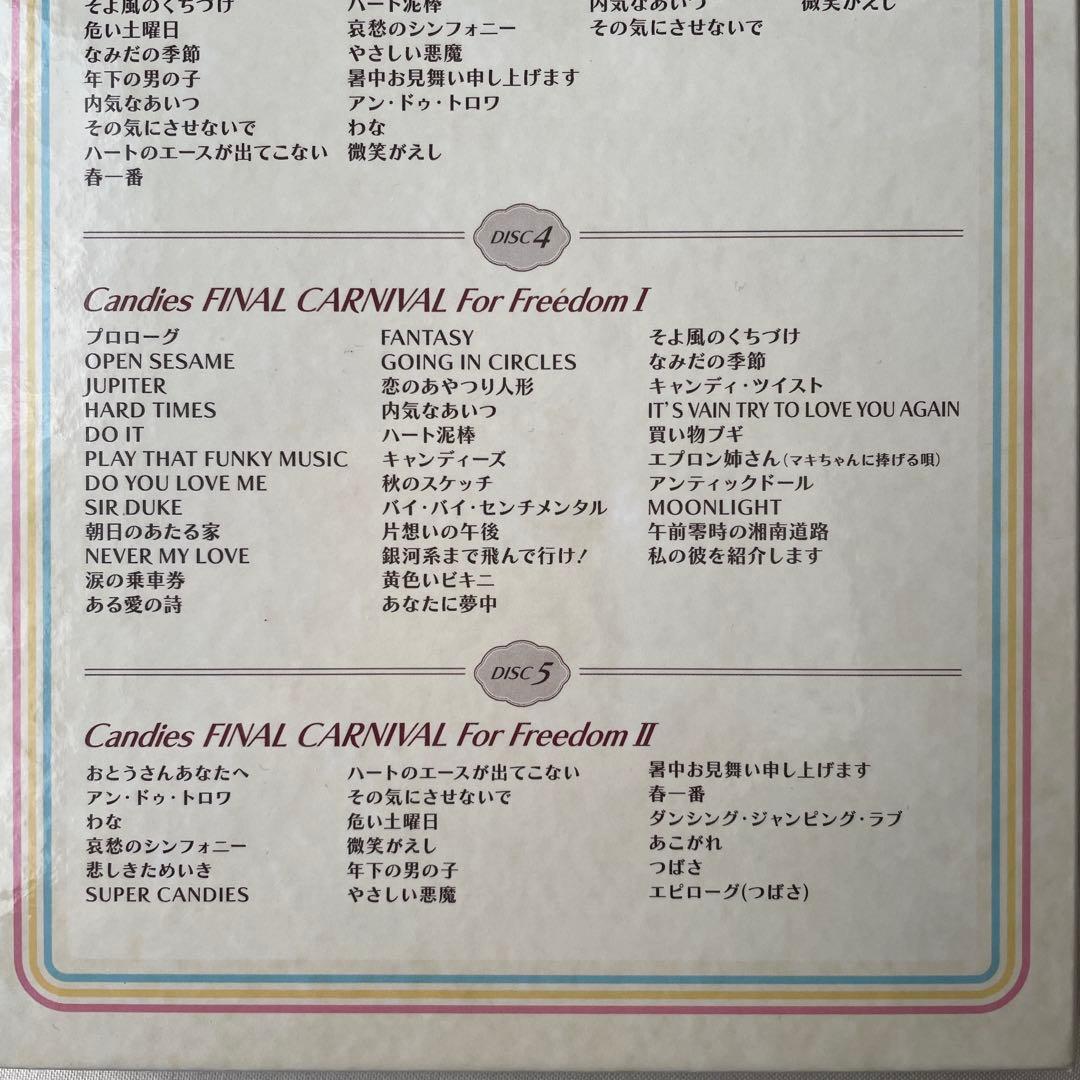 そよ風のくちづけ
危い土曜日
なみだの季節
年下の男の子
内気なあいつ
その気にさせないで
ハートのエースが出てこない
春一番
ハート泥棒
哀愁のシンフォニー
やさしい悪魔
暑中お見舞い申し上げます
アン・ドゥ・トロワ
わな
微笑がえし
内気なあいつ
その気にさせないで
微笑がえし
DISC 4
Candies FINAL CARNIVAL For Freedom I
プロローグ
OPEN SESAME
JUPITER
HARD TIMES
DO IT
PLAY THAT FUNKY MUSIC
DO YOU LOVE ME
SIR DUKE
朝日のあたる家
NEVER MY LOVE
涙の乗車券
ある愛の詩
FANTASY
GOING IN CIRCLES
恋のあやつり人形
内気なあいつ
ハート泥棒
キャンディーズ
秋のスケッチ
バイ・バイ・センチメンタル
片想いの午後
銀河系まで飛んで行け!
黄色いビキニ
あなたに夢中
そよ風のくちづけ
なみだの季節
キャンディ・ツイスト
IT'S VAIN TRY TO LOVE YOU AGAIN
買い物ブギ
エプロン姉さん(マキちゃんに捧げる唄)
アンティックドール
MOONLIGHT
午前零時の湘南道路
私の彼を紹介します
DISC 5
Candies FINAL CARNIVAL For Freedom II
おとうさんあなたへ
アン・ドゥ・トロワ
わな
哀愁のシンフォニー
悲しきためいき
SUPER CANDIES
ハートのエースが出てこない
その気にさせないで
危い土曜日
微笑がえし
年下の男の子
やさしい悪魔
暑中お見舞い申し上げます
春一番
ダンシング・ジャンピング・ラブ
あこがれ
つばさ
エピローグ(つばさ)